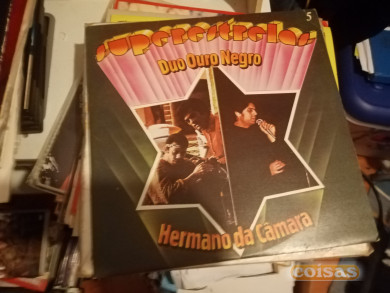 5
superestrelas
Duo Ouro Negro
Hermano da Câmara
coisas